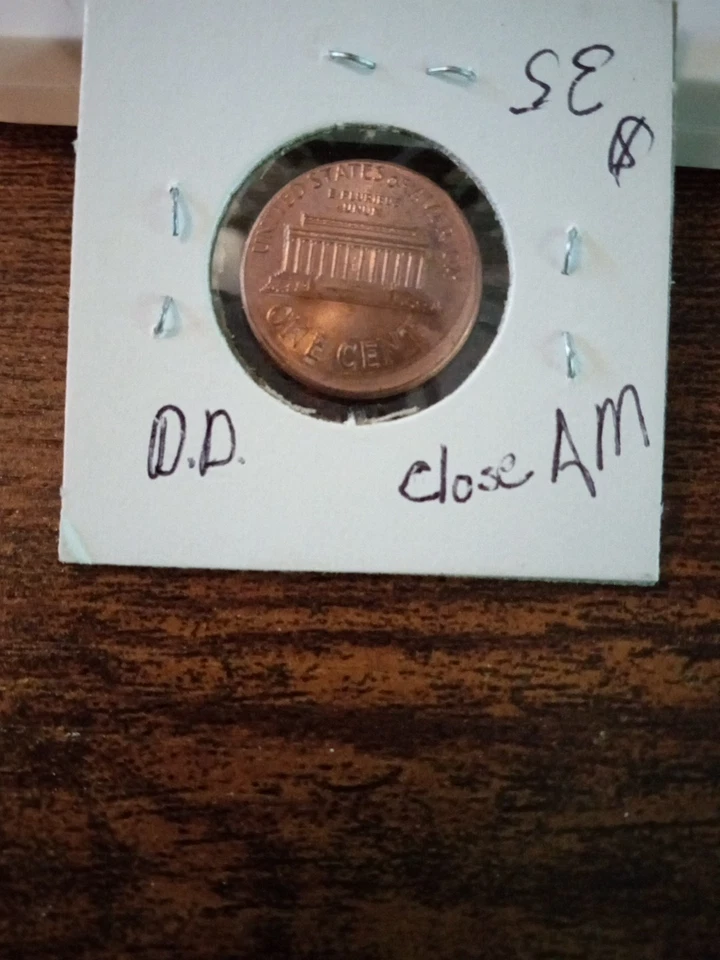 $35
UNITED STATES OF AMERICA
E PLURIBUS
UNUM
ONE CENT
D.D.
close AM